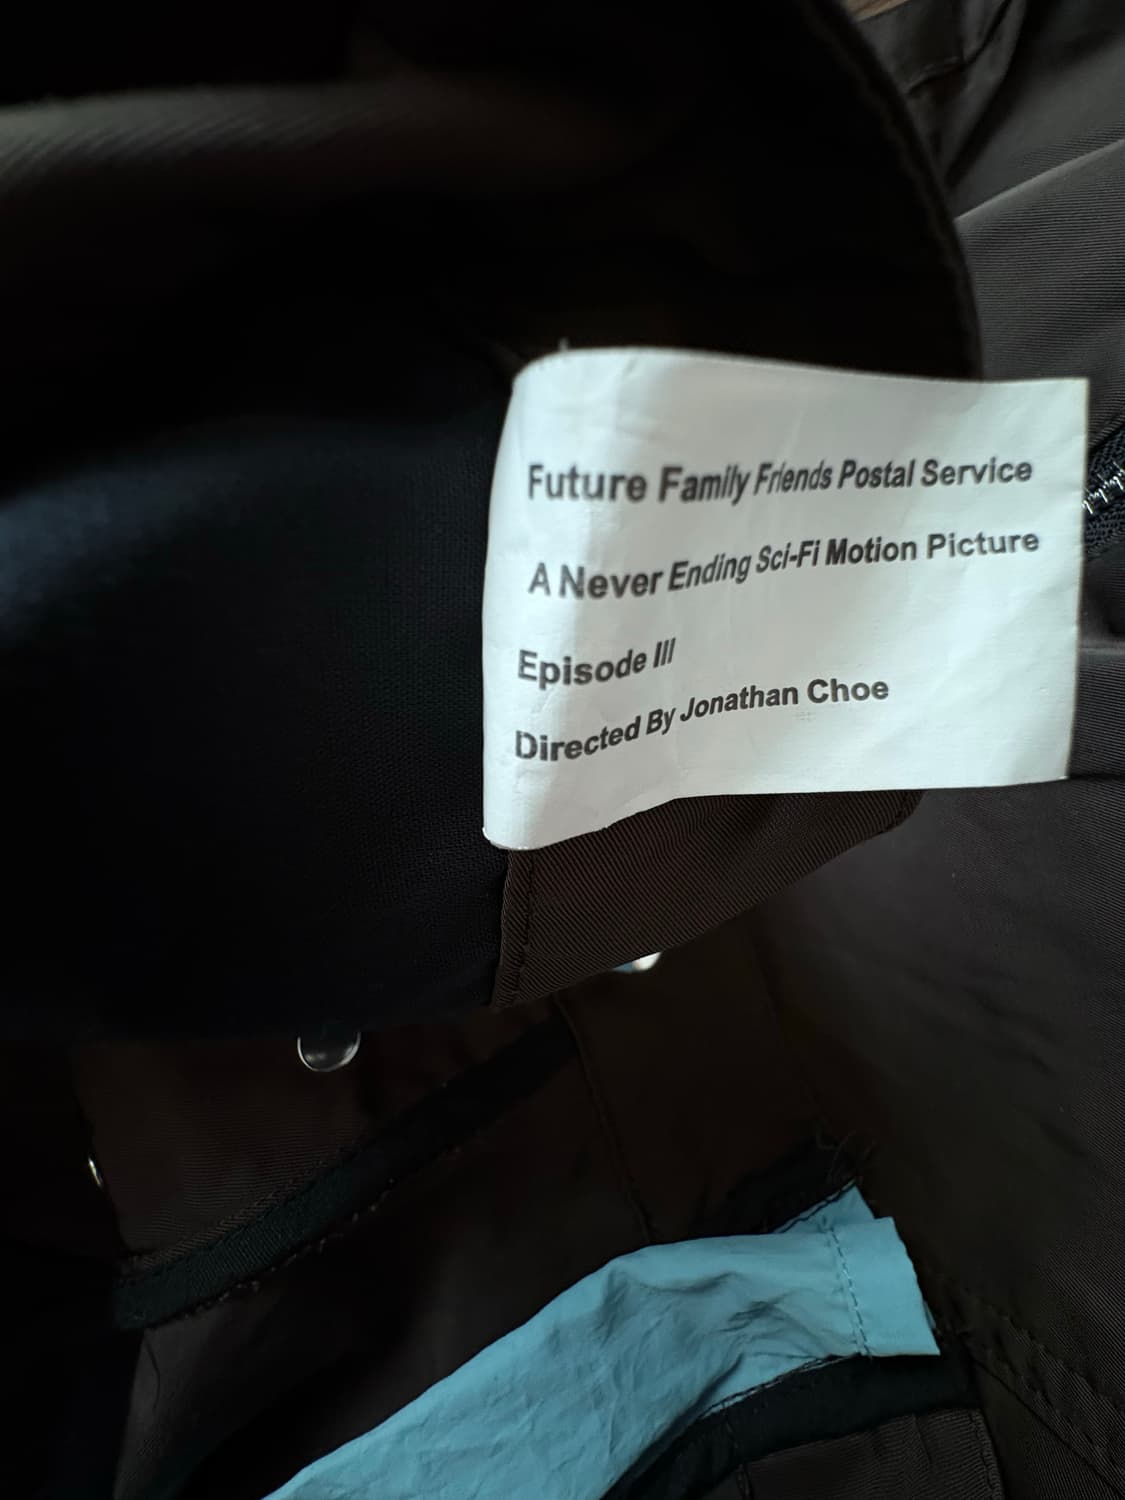 Future Family Friends Postal Service
A Never Ending Sci-Fi Motion Picture
Episode III
Directed By Jonathan Choe